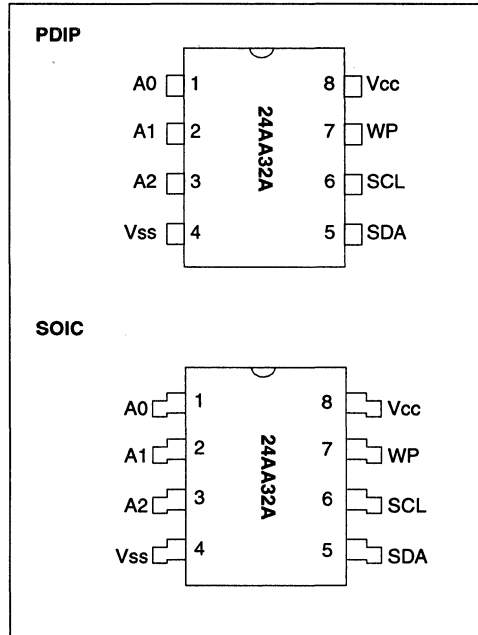 PDIP
A0 1 8 Vcc
A1 2 7 WP
A2 3 6 SCL
Vss 4 5 SDA
24AA32A
SOIC
A0 1 8 Vcc
A1 2 7 WP
A2 3 6 SCL
Vss 4 5 SDA
24AA32A